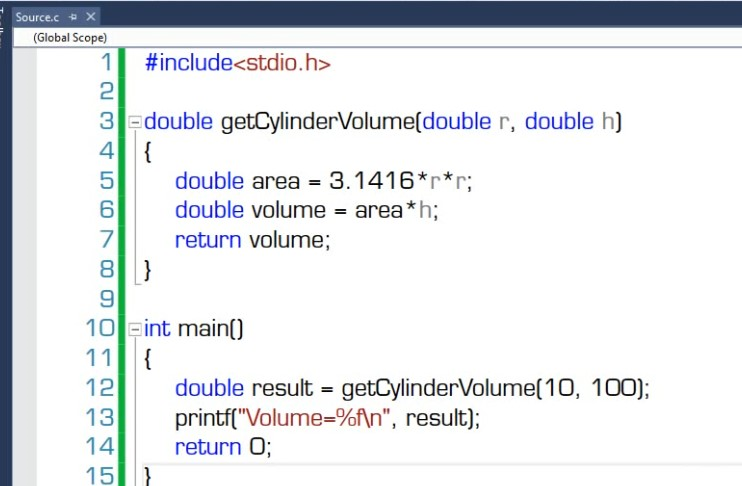 Source.c
(Global Scope)
1 #include<stdio.h>
2
3 double getCylinderVolume(double r, double h)
4 {
5 double area = 3.1416*r*r;
6 double volume = area*h;
7 return volume;
8 }
9
10 int main()
11 {
12 double result = getCylinderVolume(10, 100);
13 printf("Volume=%f\n", result);
14 return 0;
15 }